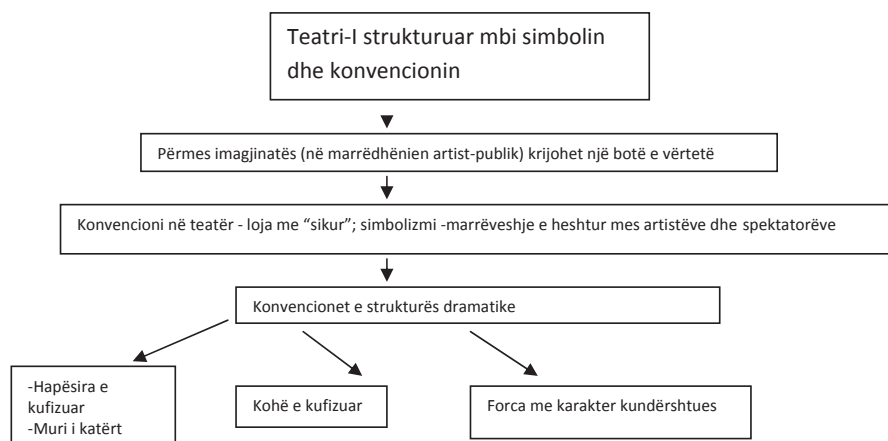 Teatri-I strukturuar mbi simbolin
dhe konvencionin
Përmes imagjinatës (në marrëdhënien artist-publik) krijohet një botë e vërtetë
Konvencioni në teatër - loja me “sikur”; simbolizmi -marrëveshje e heshtur mes artistëve dhe spektatorëve
Konvencionet e strukturës dramatike
-Hapësira e
kufizuar
-Muri i katërt
Kohë e kufizuar
Forca me karakter kundërshtues